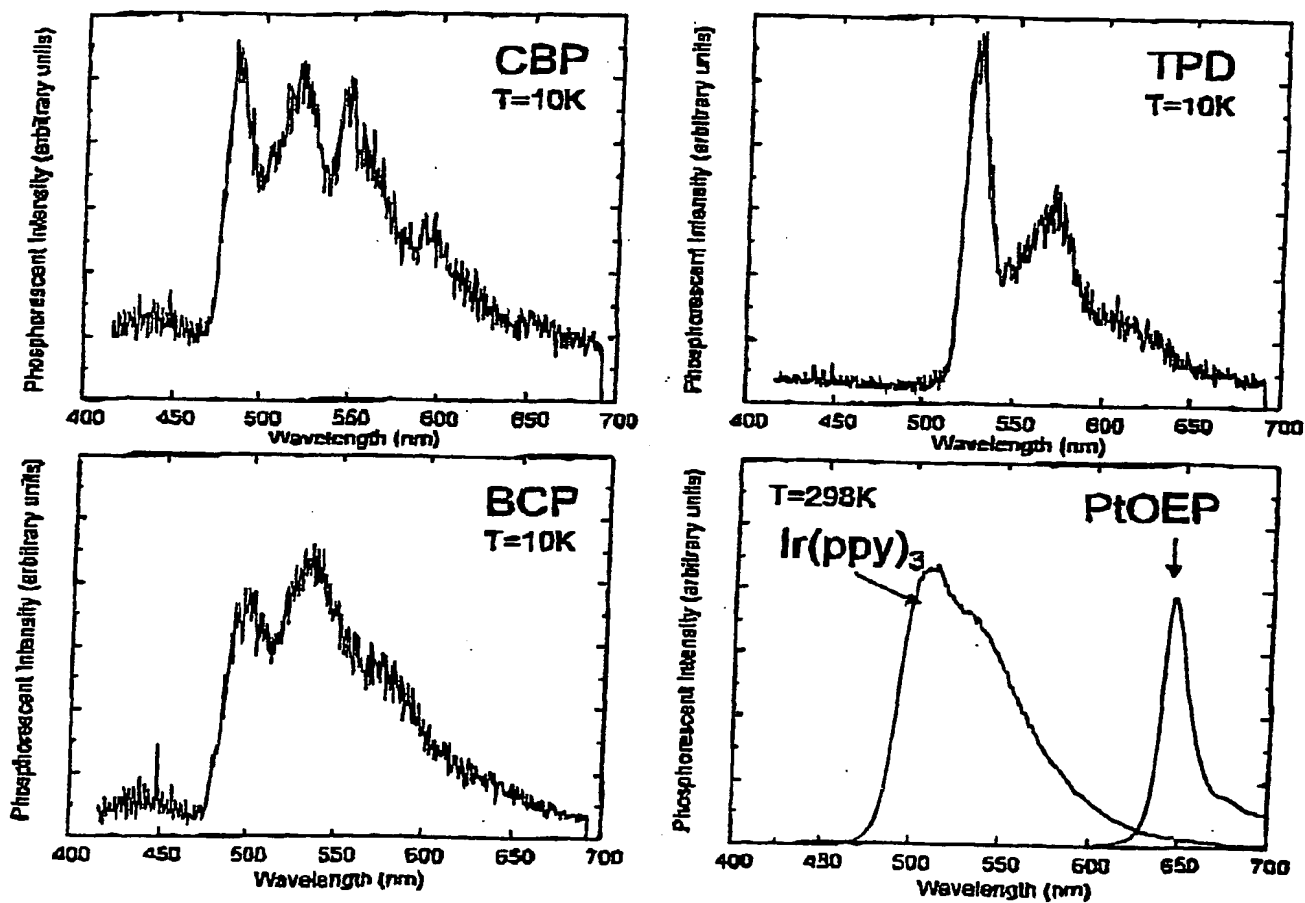 Phosphorescent Intensity (arbitrary units)
CBP
T=10K
400 450 500 550 600 650 700
Wavelength (nm)
Phosphorescent Intensity (arbitrary units)
TPD
T=10K
400 450 500 550 600 650 700
Wavelength (nm)
Phosphorescent Intensity (arbitrary units)
BCP
T=10K
400 450 500 550 600 650 700
Wavelength (nm)
Phosphorescent Intensity (arbitrary units)
T=298K
PtOEP
Ir(ppy)3
400 450 500 550 600 650 700
Wavelength (nm)